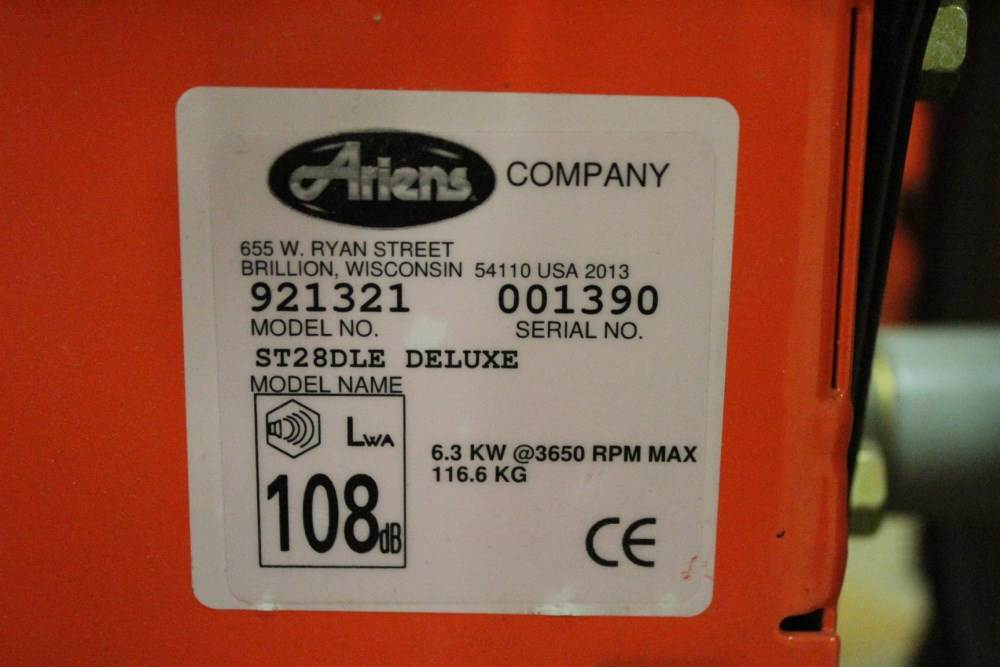 Ariens COMPANY
655 W. RYAN STREET
BRILLION, WISCONSIN 54110 USA 2013
921321 001390
MODEL NO. SERIAL NO.
ST28DLE DELUXE
MODEL NAME
LWA
6.3 KW @3650 RPM MAX
116.6 KG
108dB
CE